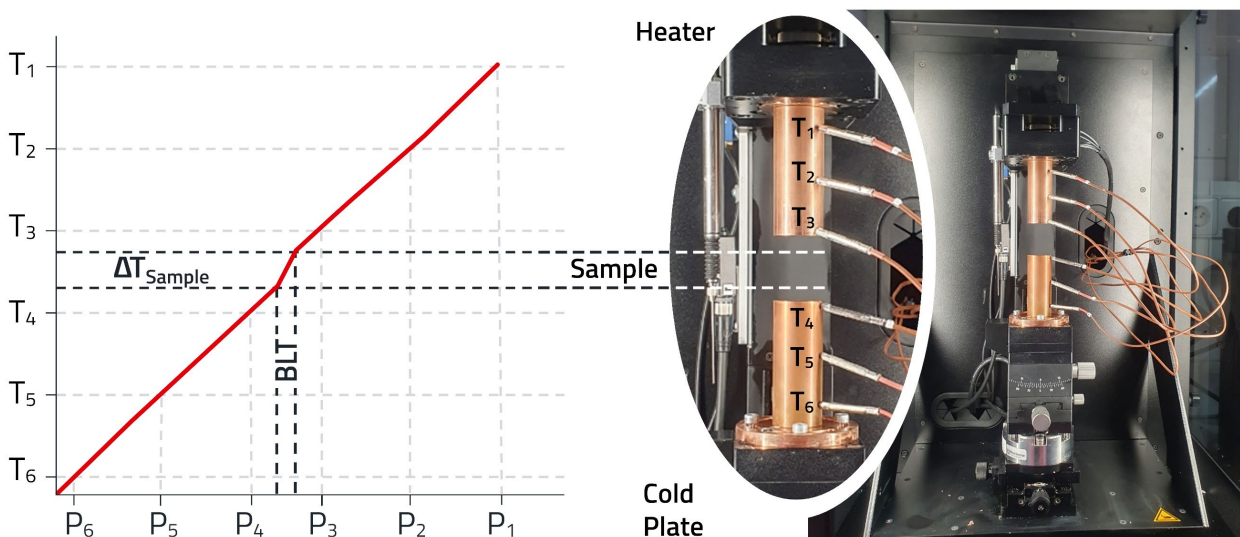 T1
T2
T3
T4
T5
T6
ΔTSample
BLT
P6
P5
P4
P3
P2
P1
Heater
T1
T2
T3
Sample
T4
T5
T6
Cold
Plate